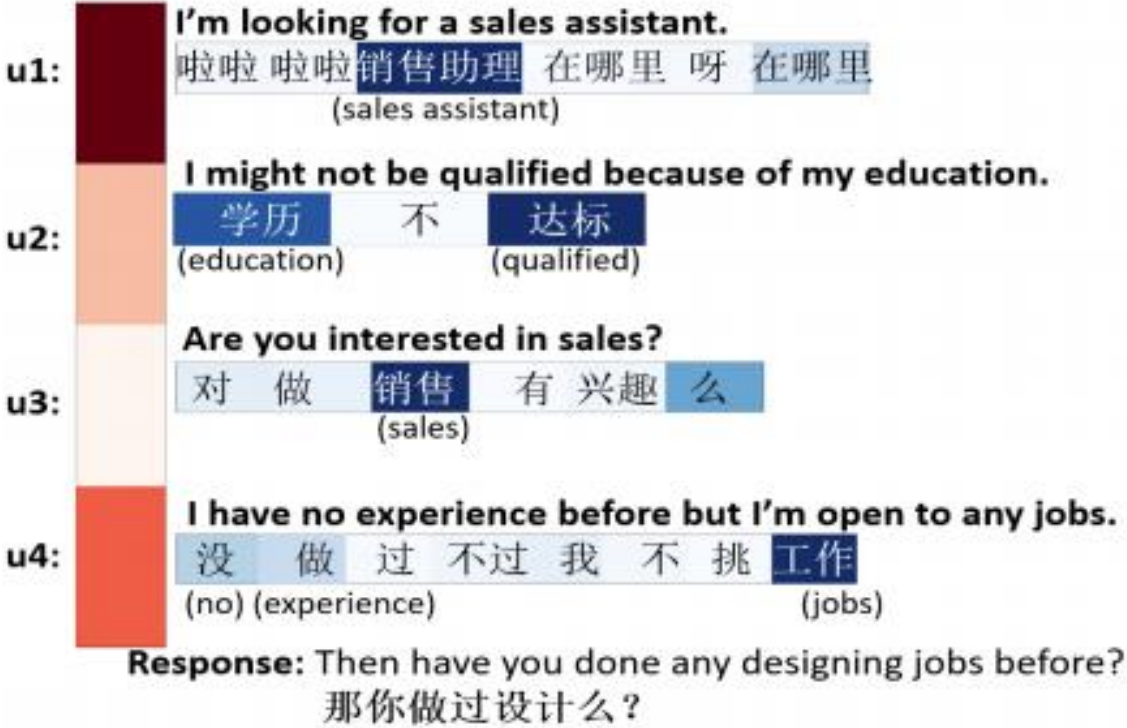 I'm looking for a sales assistant.
u1: 啦啦 啦啦 销售助理 在哪里 呀 在哪里
(sales assistant)
I might not be qualified because of my education.
u2: 学历 不 达标
(education) (qualified)
Are you interested in sales?
u3: 对 做 销售 有 兴趣 么
(sales)
I have no experience before but I'm open to any jobs.
u4: 没 做 过 不过 我 不 挑 工作
(no) (experience) (jobs)
Response: Then have you done any designing jobs before?
那你做过设计么？